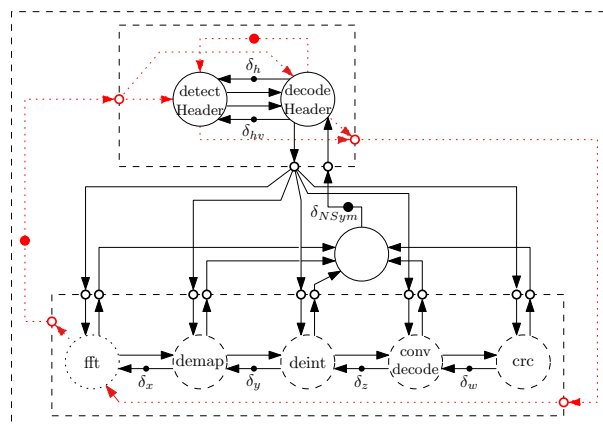 δh
detect
Header
decode
Header
δhv
δNSym
fft
demap
deint
conv
decode
crc
δx
δy
δz
δw